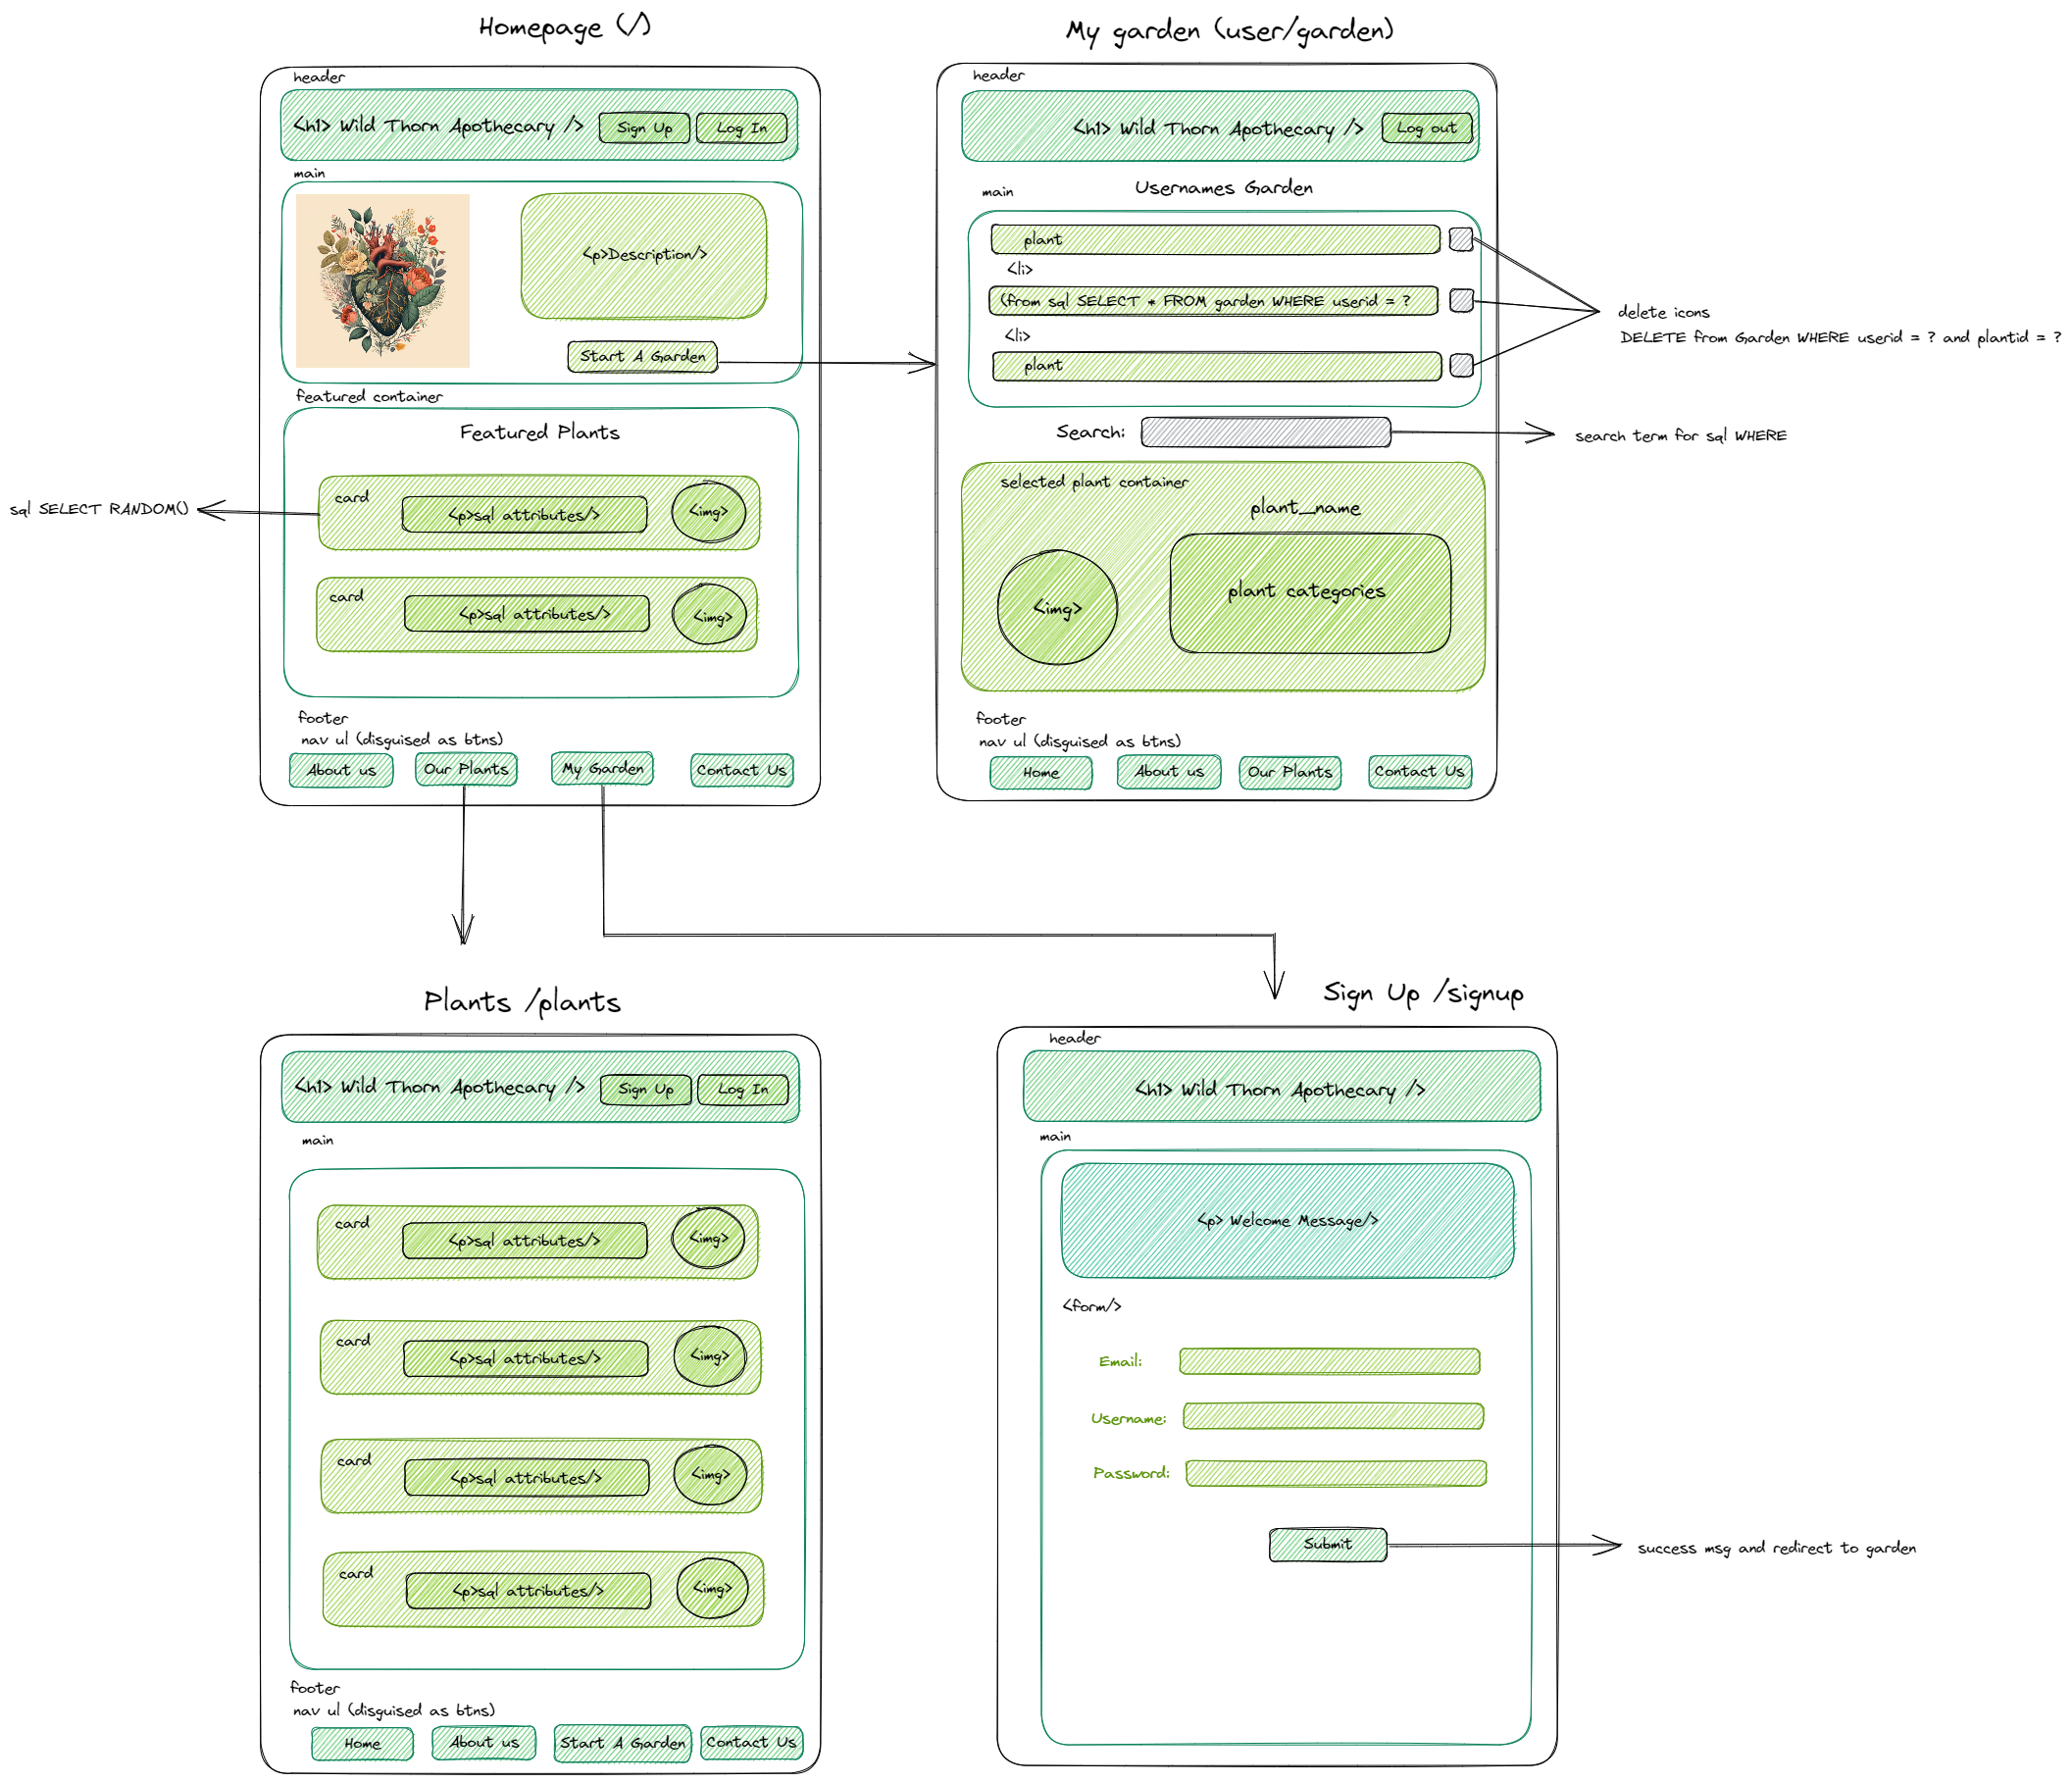 Homepage (/)
header
<h1> Wild Thorn Apothecary />
Sign Up
Log In
main
<p>Description/>
Start A Garden
featured container
Featured Plants
card
<p>sql attributes/>
<img>
sql SELECT RANDOM()
card
<p>sql attributes/>
<img>
footer
nav ul (disguised as btns)
About us
Our Plants
My Garden
Contact Us
My garden (user/garden)
header
<h1> Wild Thorn Apothecary />
Log out
main
Usernames Garden
plant
<li>
(from sql SELECT * FROM garden WHERE userid = ?
<li>
plant
delete icons
DELETE from Garden WHERE userid = ? and plantid = ?
Search:
search term for sql WHERE
selected plant container
plant_name
<img>
plant categories
footer
nav ul (disguised as btns)
Home
About us
Our Plants
Contact Us
Plants /plants
<h1> Wild Thorn Apothecary />
Sign Up
Log In
main
card
<p>sql attributes/>
<img>
card
<p>sql attributes/>
<img>
card
<p>sql attributes/>
<img>
card
<p>sql attributes/>
<img>
footer
nav ul (disguised as btns)
Home
About us
Start A Garden
Contact Us
Sign Up /signup
header
<h1> Wild Thorn Apothecary />
main
<p> Welcome Message/>
<form/>
Email:
Username:
Password:
Submit
success msg and redirect to garden